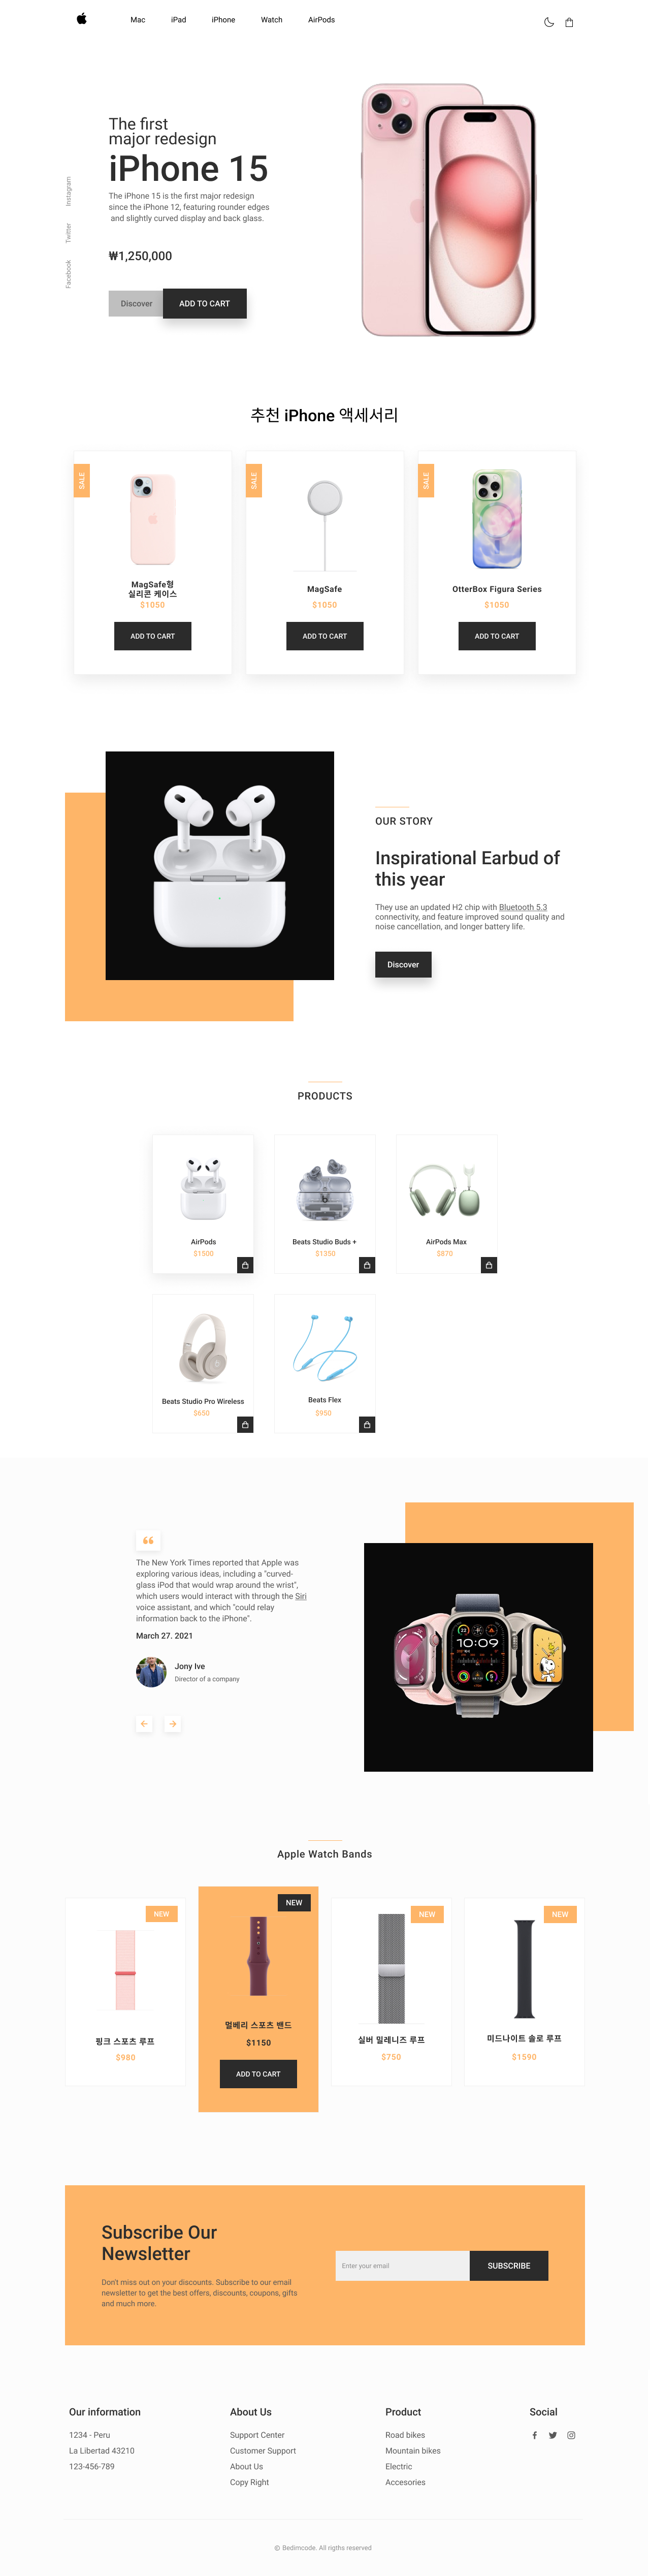 Mac
iPad
iPhone
Watch
AirPods
The first
major redesign
iPhone 15
The iPhone 15 is the first major redesign
since the iPhone 12, featuring rounder edges
and slightly curved display and back glass.
₩1,250,000
Discover
ADD TO CART
Instagram
Twitter
Facebook
추천 iPhone 액세서리
SALE
MagSafe형
실리콘 케이스
$1050
ADD TO CART
SALE
MagSafe
$1050
ADD TO CART
SALE
OtterBox Figura Series
$1050
ADD TO CART
OUR STORY
Inspirational Earbud of
this year
They use an updated H2 chip with Bluetooth 5.3
connectivity, and feature improved sound quality and
noise cancellation, and longer battery life.
Discover
PRODUCTS
AirPods
$1500
Beats Studio Buds +
$1350
AirPods Max
$870
Beats Studio Pro Wireless
$650
Beats Flex
$950
The New York Times reported that Apple was
exploring various ideas, including a "curved-
glass iPod that would wrap around the wrist",
which users would interact with through the Siri
voice assistant, and which "could relay
information back to the iPhone".
March 27. 2021
Jony Ive
Director of a company
10:09
Apple Watch Bands
NEW
핑크 스포츠 루프
$980
NEW
멀베리 스포츠 밴드
$1150
ADD TO CART
NEW
실버 밀레니즈 루프
$750
NEW
미드나이트 솔로 루프
$1590
Subscribe Our
Newsletter
Don't miss out on your discounts. Subscribe to our email
newsletter to get the best offers, discounts, coupons, gifts
and much more.
Enter your email
SUBSCRIBE
Our information
1234 - Peru
La Libertad 43210
123-456-789
About Us
Support Center
Customer Support
About Us
Copy Right
Product
Road bikes
Mountain bikes
Electric
Accesories
Social
© Bedimcode. All rigths reserved